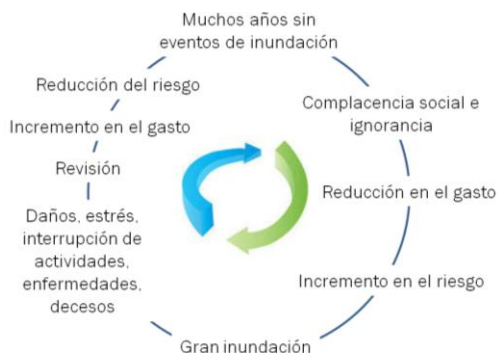 Muchos años sin
eventos de inundación
Complacencia social e
ignorancia
Reducción en el gasto
Incremento en el riesgo
Gran inundación
Daños, estrés,
interrupción de
actividades,
enfermedades,
decesos
Revisión
Incremento en el gasto
Reducción del riesgo